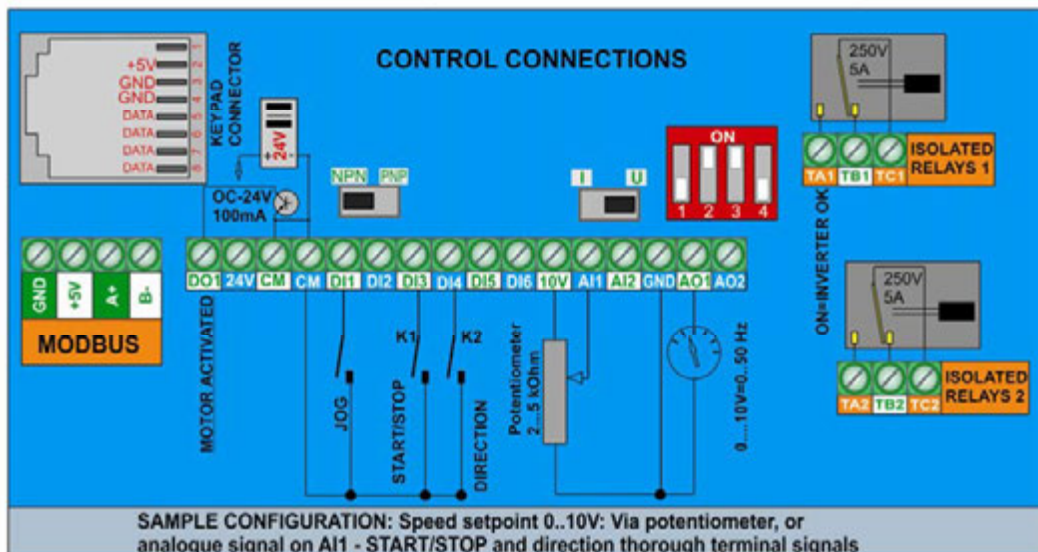 CONTROL CONNECTIONS
1
+5V 2
GND 3
GND 4
DATA 5
DATA 6
DATA 7
DATA 8
KEYPAD
CONNECTOR
+ 24V -
OC-24V
100mA
NPN PNP
I U
ON
1 2 3 4
250V
5A
TA1 TB1 TC1
ISOLATED
RELAYS 1
ON=INVERTER OK
250V
5A
TA2 TB2 TC2
ISOLATED
RELAYS 2
GND +5V A+ B-
MODBUS
DO1 24V CM CM DI1 DI2 DI3 DI4 DI5 DI6 10V AI1 AI2 GND AO1 AO2
MOTOR ACTIVATED
JOG
K1
START/STOP
K2
DIRECTION
Potentiometer
2...5 kOhm
0....10V=0..50 Hz
SAMPLE CONFIGURATION: Speed setpoint 0..10V: Via potentiometer, or
analogue signal on AI1 - START/STOP and direction thorough terminal signals